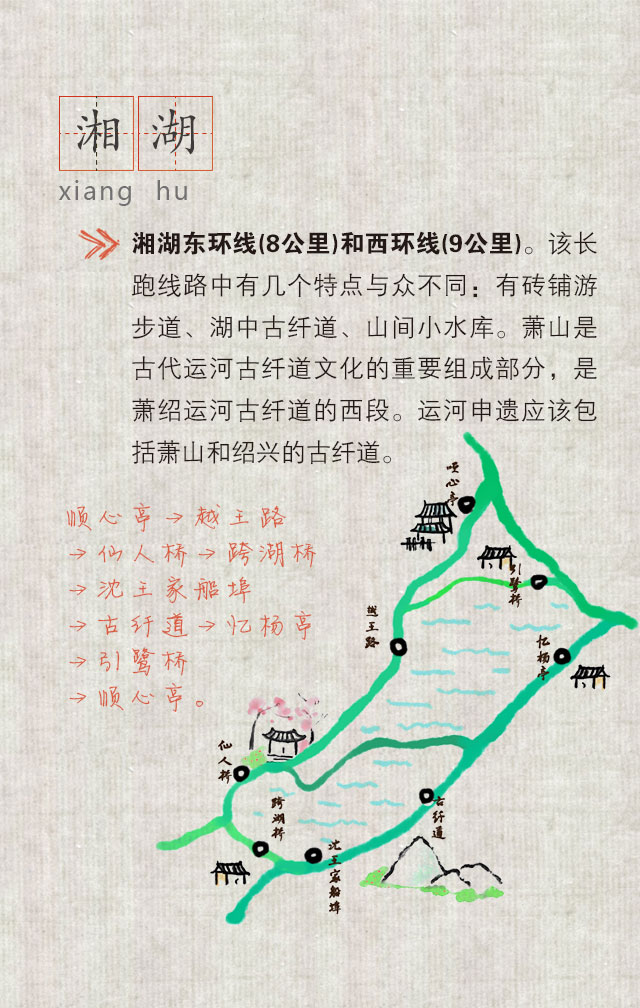 湘湖
xiang hu
湘湖东环线(8公里)和西环线(9公里)。该长
跑线路中有几个特点与众不同：有砖铺游
步道、湖中古纤道、山间小水库。萧山是
古代运河古纤道文化的重要组成部分，是
萧绍运河古纤道的西段。运河申遗应该包
括萧山和绍兴的古纤道。
顺心亭→越王路
→仙人桥→跨湖桥
→沈王家船埠
→古纤道→忆杨亭
→引鹭桥
→顺心亭。
心亭
引鹭桥
越王路
忆杨亭
仙人桥
跨湖桥
古纤道
沈王家船埠